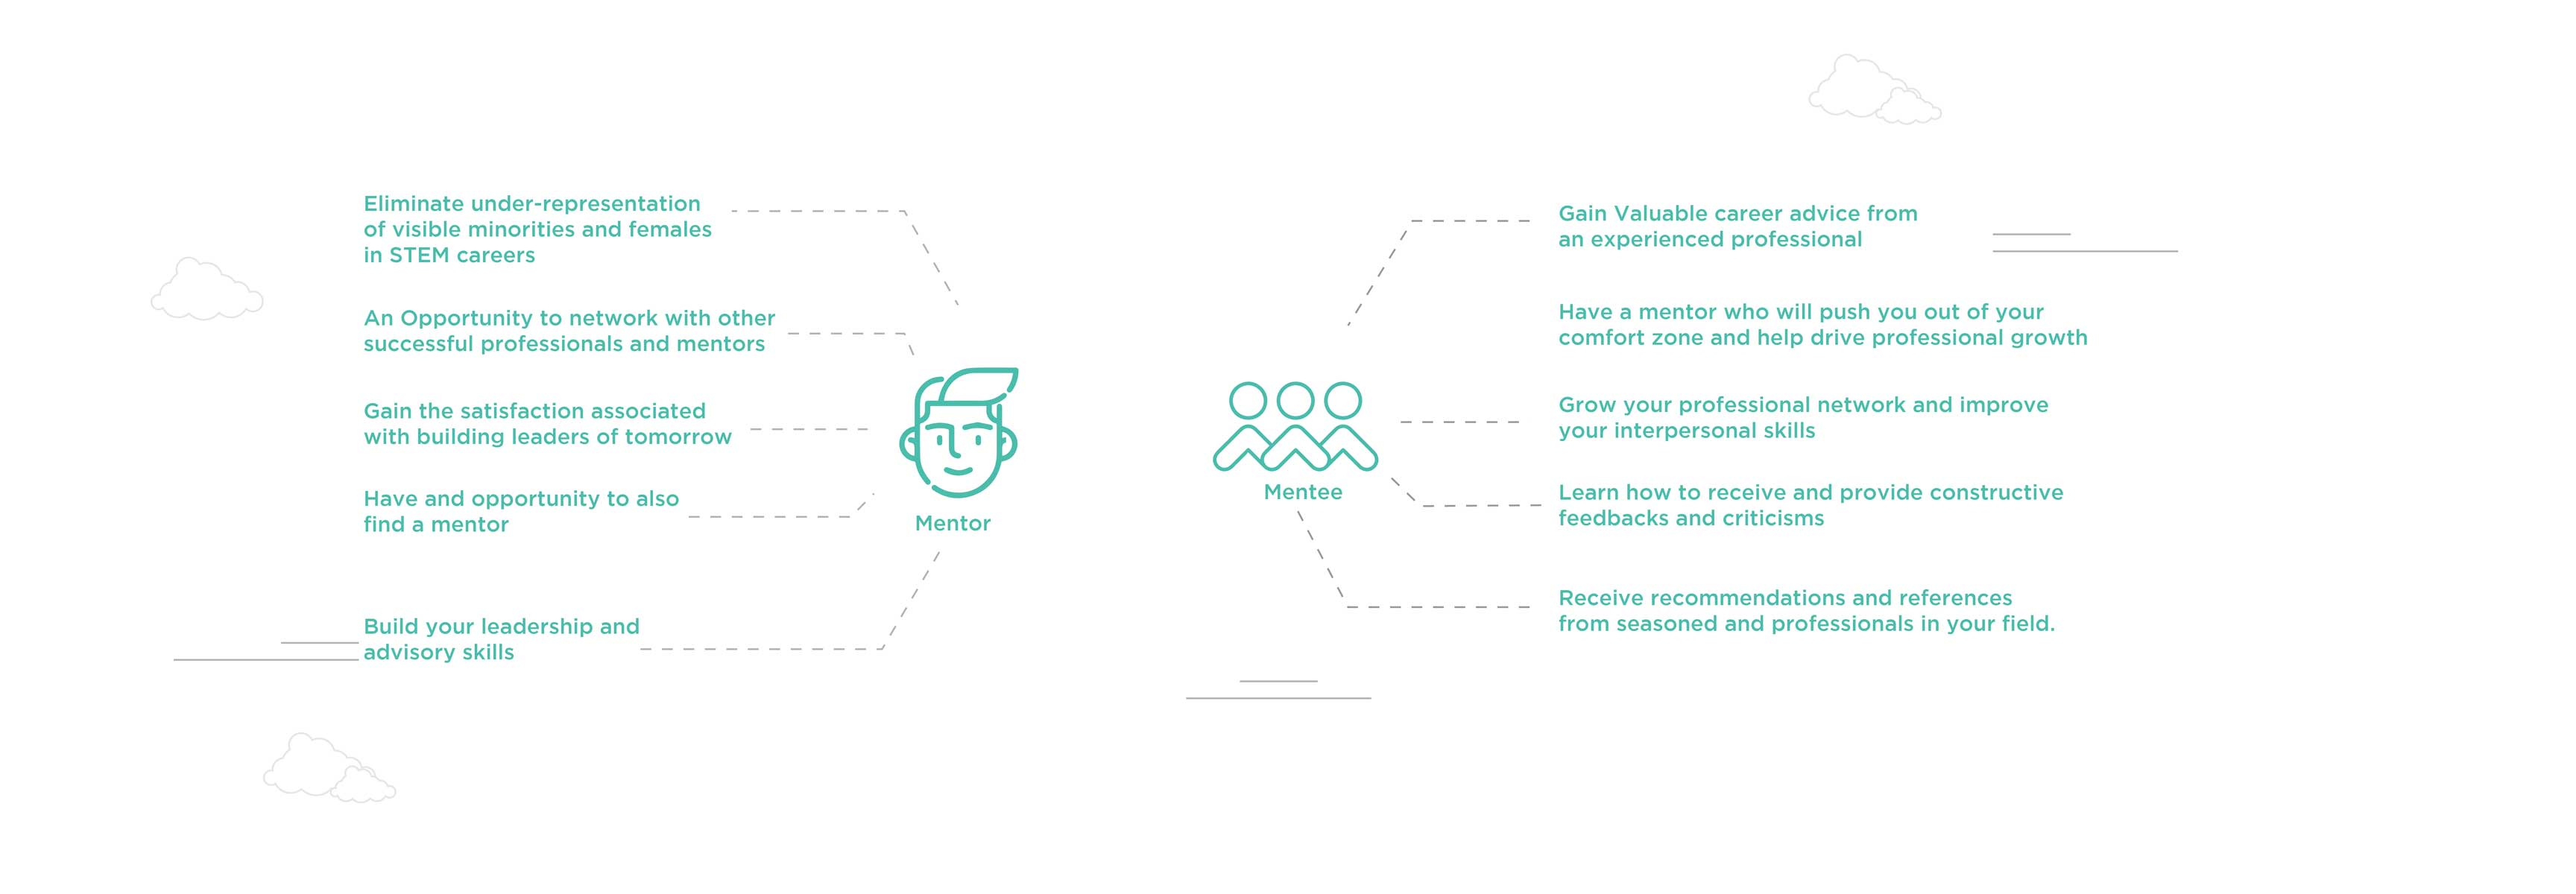 Eliminate under-representation
of visible minorities and females
in STEM careers
An Opportunity to network with other
successful professionals and mentors
Gain the satisfaction associated
with building leaders of tomorrow
Have and opportunity to also
find a mentor
Build your leadership and
advisory skills
Mentor
Mentee
Gain Valuable career advice from
an experienced professional
Have a mentor who will push you out of your
comfort zone and help drive professional growth
Grow your professional network and improve
your interpersonal skills
Learn how to receive and provide constructive
feedbacks and criticisms
Receive recommendations and references
from seasoned and professionals in your field.